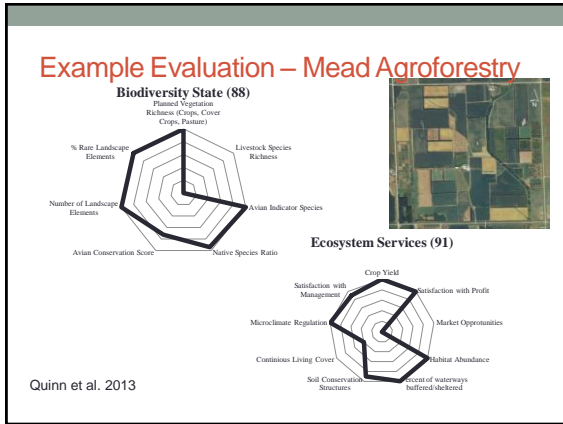 Example Evaluation – Mead Agroforestry
Biodiversity State (88)
Planned Vegetation
Richness (Crops, Cover
Crops, Pasture)
Livestock Species
Richness
Avian Indicator Species
Native Species Ratio
Avian Conservation Score
Number of Landscape
Elements
% Rare Landscape
Elements
Ecosystem Services (91)
Crop Yield
Satisfaction with Profit
Market Opprotunities
Habitat Abundance
ercent of waterways
buffered/sheltered
Soil Conservation
Structures
Continious Living Cover
Microclimate Regulation
Satisfaction with
Management
Quinn et al. 2013